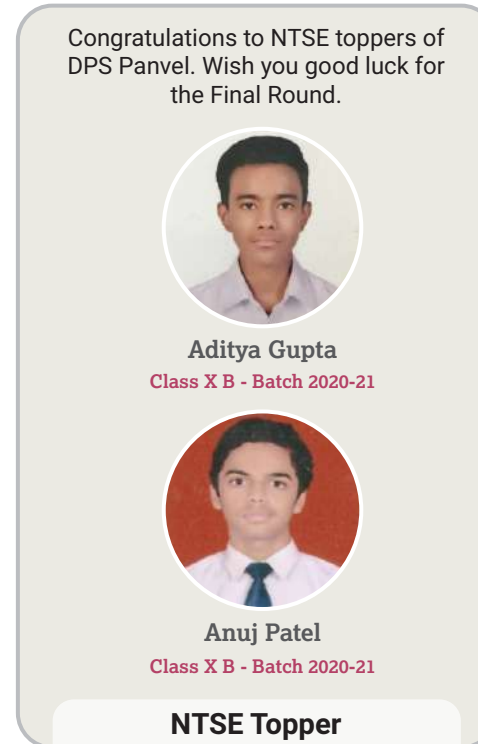 Congratulations to NTSE toppers of
DPS Panvel. Wish you good luck for
the Final Round.
Aditya Gupta
Class X B - Batch 2020-21
Anuj Patel
Class X B - Batch 2020-21
NTSE Topper